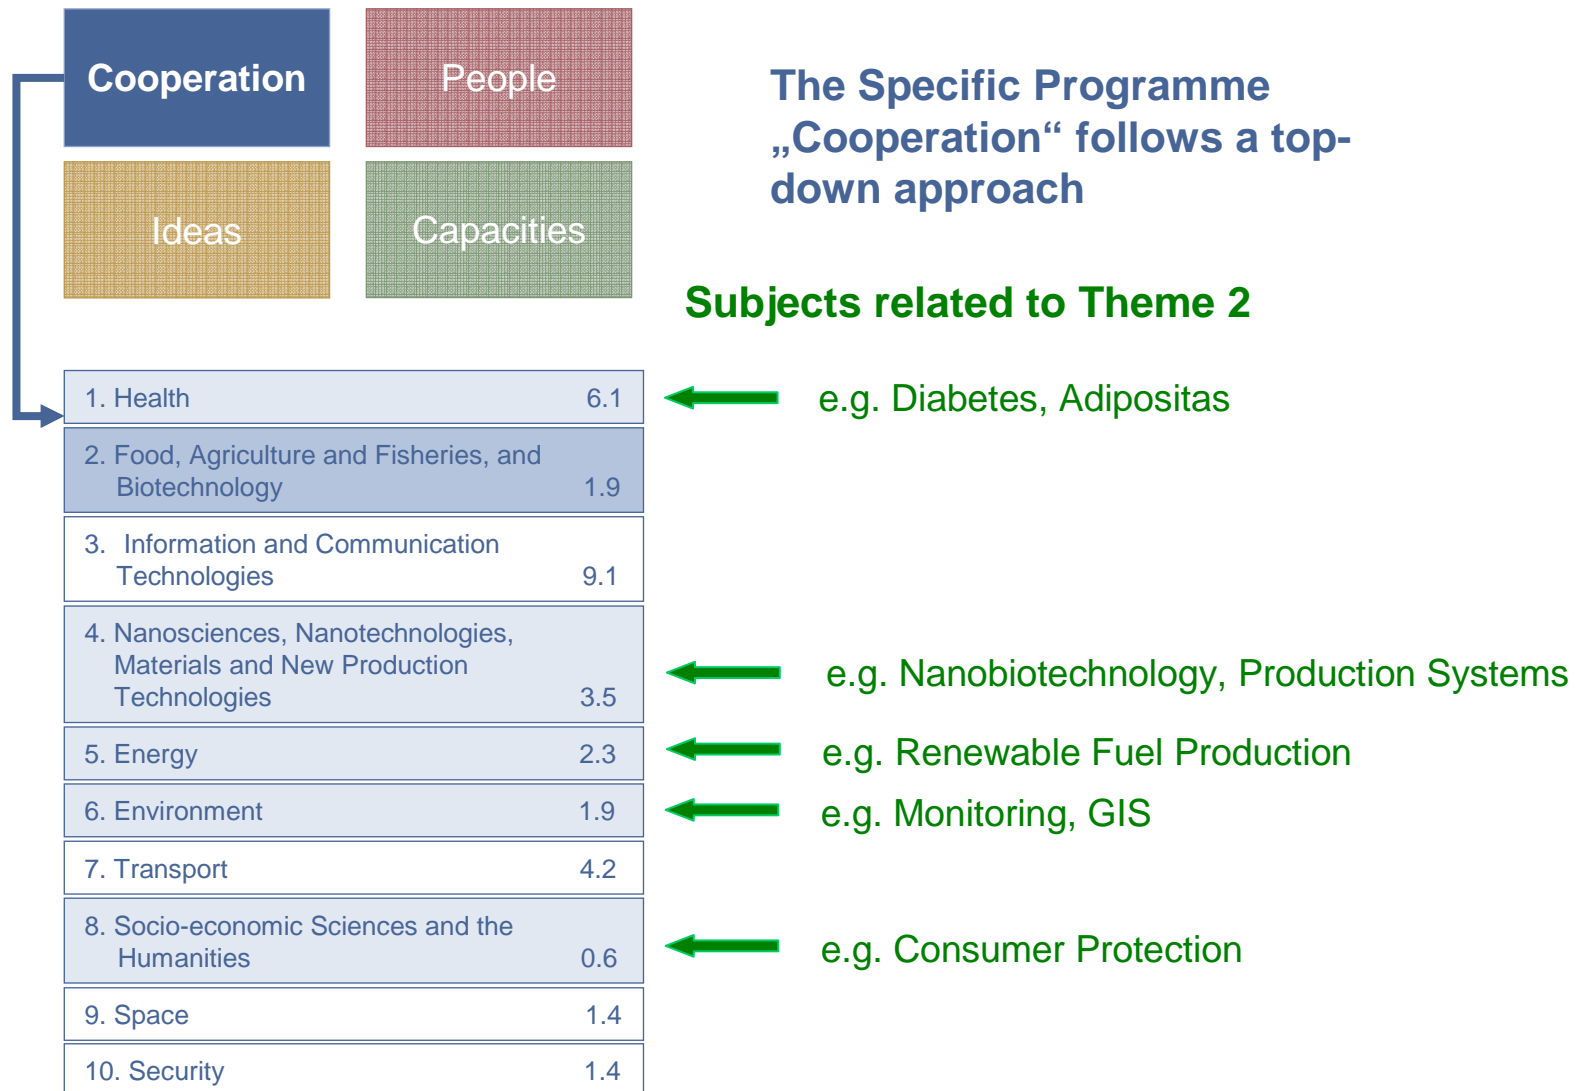 Cooperation
People
Ideas
Capacities
The Specific Programme
„Cooperation“ follows a top-
down approach
Subjects related to Theme 2
1. Health 6.1
e.g. Diabetes, Adipositas
2. Food, Agriculture and Fisheries, and
Biotechnology 1.9
3. Information and Communication
Technologies 9.1
4. Nanosciences, Nanotechnologies,
Materials and New Production
Technologies 3.5
e.g. Nanobiotechnology, Production Systems
5. Energy 2.3
e.g. Renewable Fuel Production
6. Environment 1.9
e.g. Monitoring, GIS
7. Transport 4.2
8. Socio-economic Sciences and the
Humanities 0.6
e.g. Consumer Protection
9. Space 1.4
10. Security 1.4